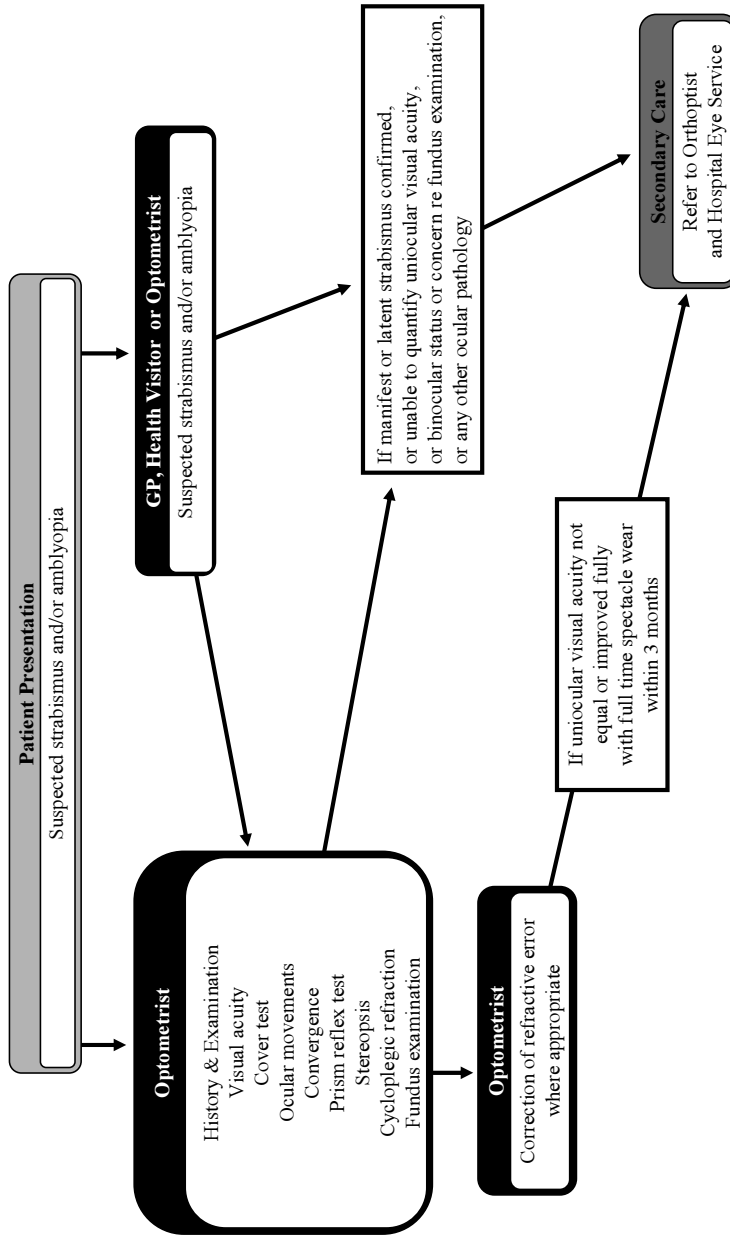 Patient Presentation
Suspected strabismus and/or amblyopia
Optometrist
History & Examination
Visual acuity
Cover test
Ocular movements
Convergence
Prism reflex test
Stereopsis
Cycloplegic refraction
Fundus examination
GP, Health Visitor or Optometrist
Suspected strabismus and/or amblyopia
If manifest or latent strabismus confirmed,
or unable to quantify uniocular visual acuity,
or binocular status or concern re fundus examination,
or any other ocular pathology
Optometrist
Correction of refractive error
where appropriate
If uniocular visual acuity not
equal or improved fully
with full time spectacle wear
within 3 months
Secondary Care
Refer to Orthoptist
and Hospital Eye Service